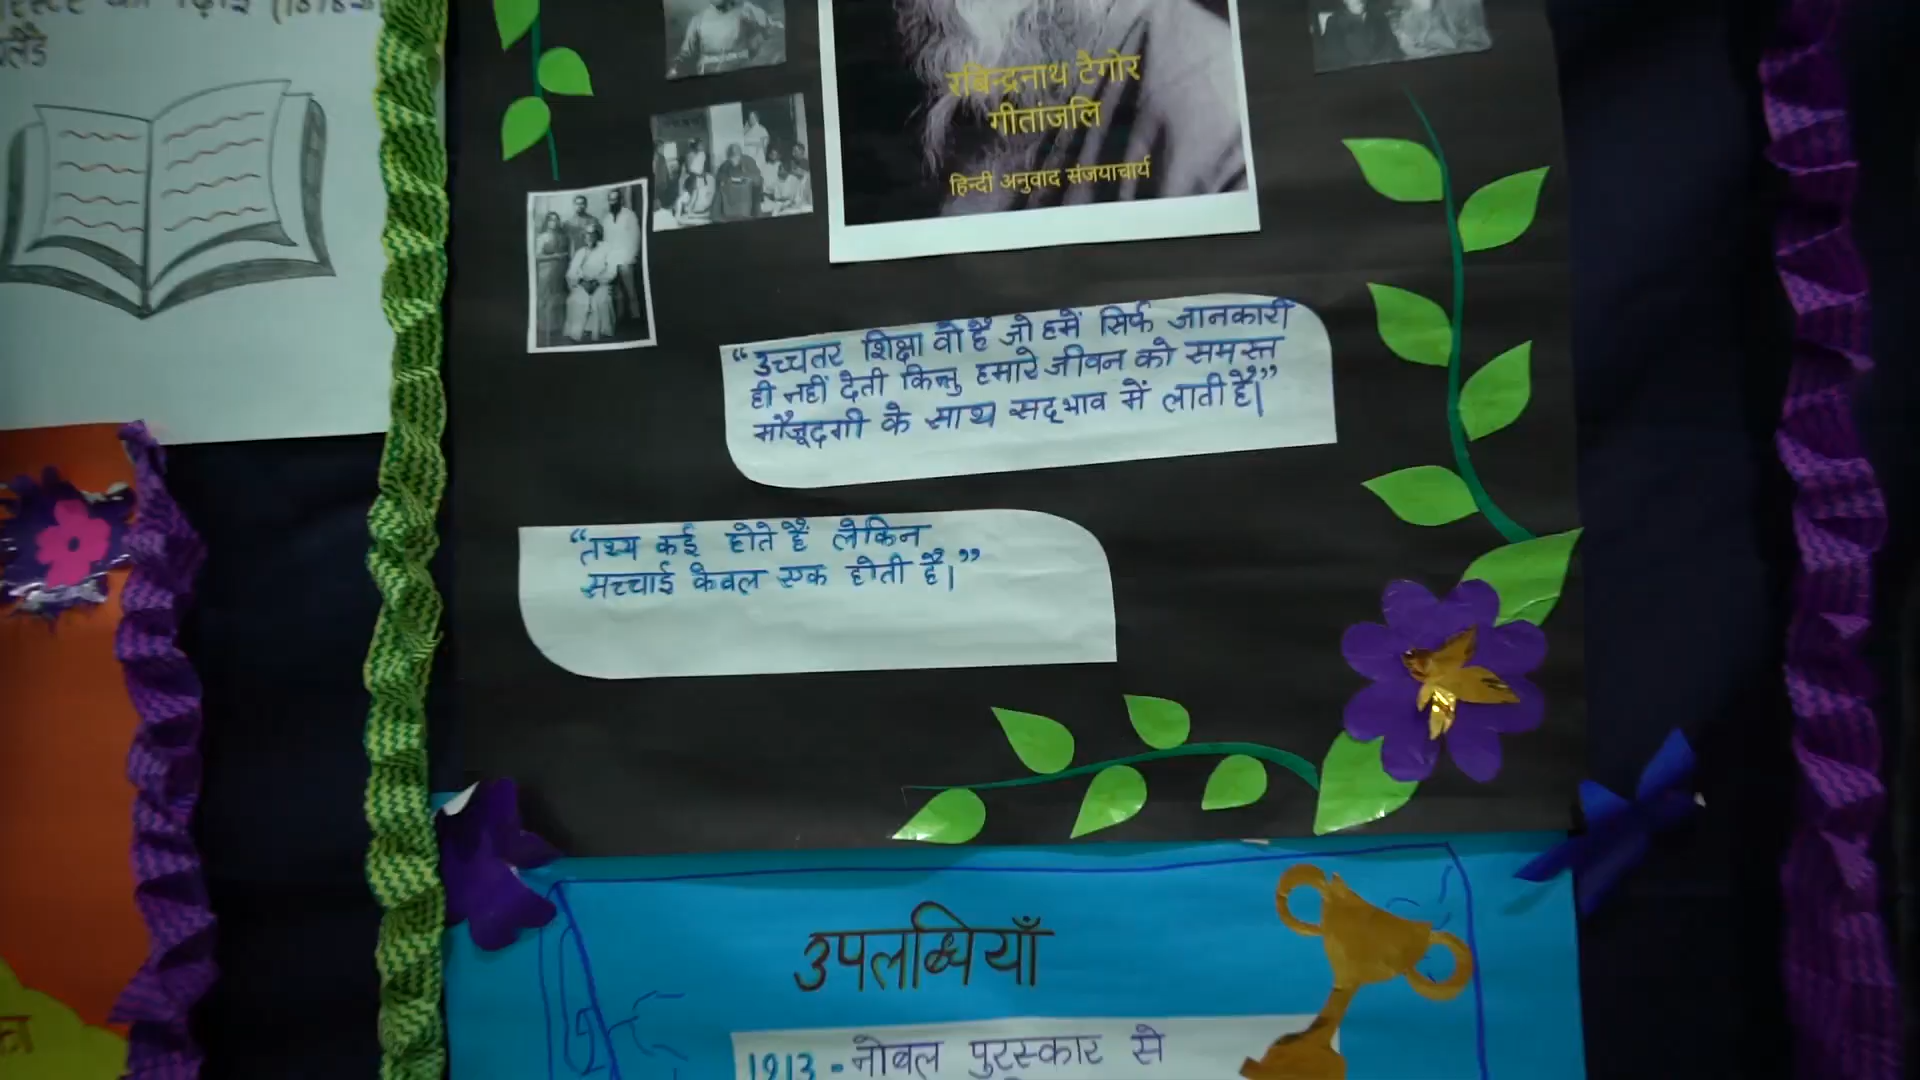 रबिन्द्रनाथ टैगोर
गीतांजलि
हिन्दी अनुवाद संजयाचार्य
“उच्चतर शिक्षा वो है जो हमें सिर्फ जानकारी
ही नहीं देती किन्तु हमारे जीवन को समस्त
मौजूदगी के साथ सद्भाव में लाती है।”
“तथ्य कई होते हैं लेकिन
सच्चाई केवल एक होती है।”
उपलब्धियाँ
1913 - नोबल पुरस्कार से